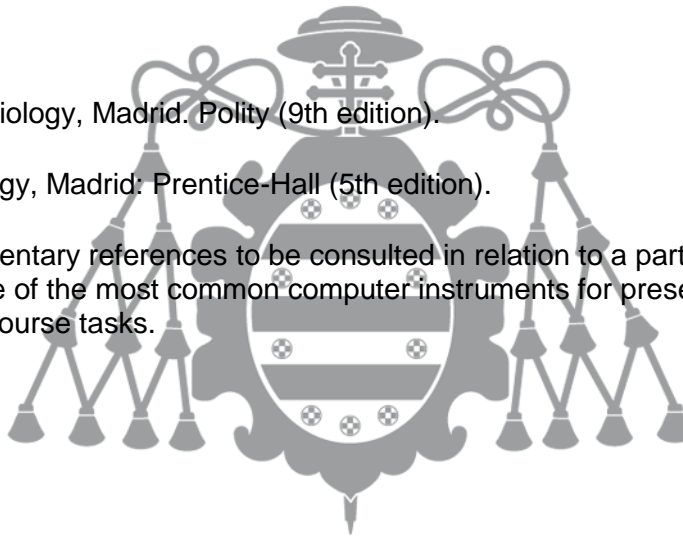 iology, Madrid. Polity (9th edition).
gy, Madrid: Prentice-Hall (5th edition).
entary references to be consulted in relation to a part
e of the most common computer instruments for prese
ourse tasks.